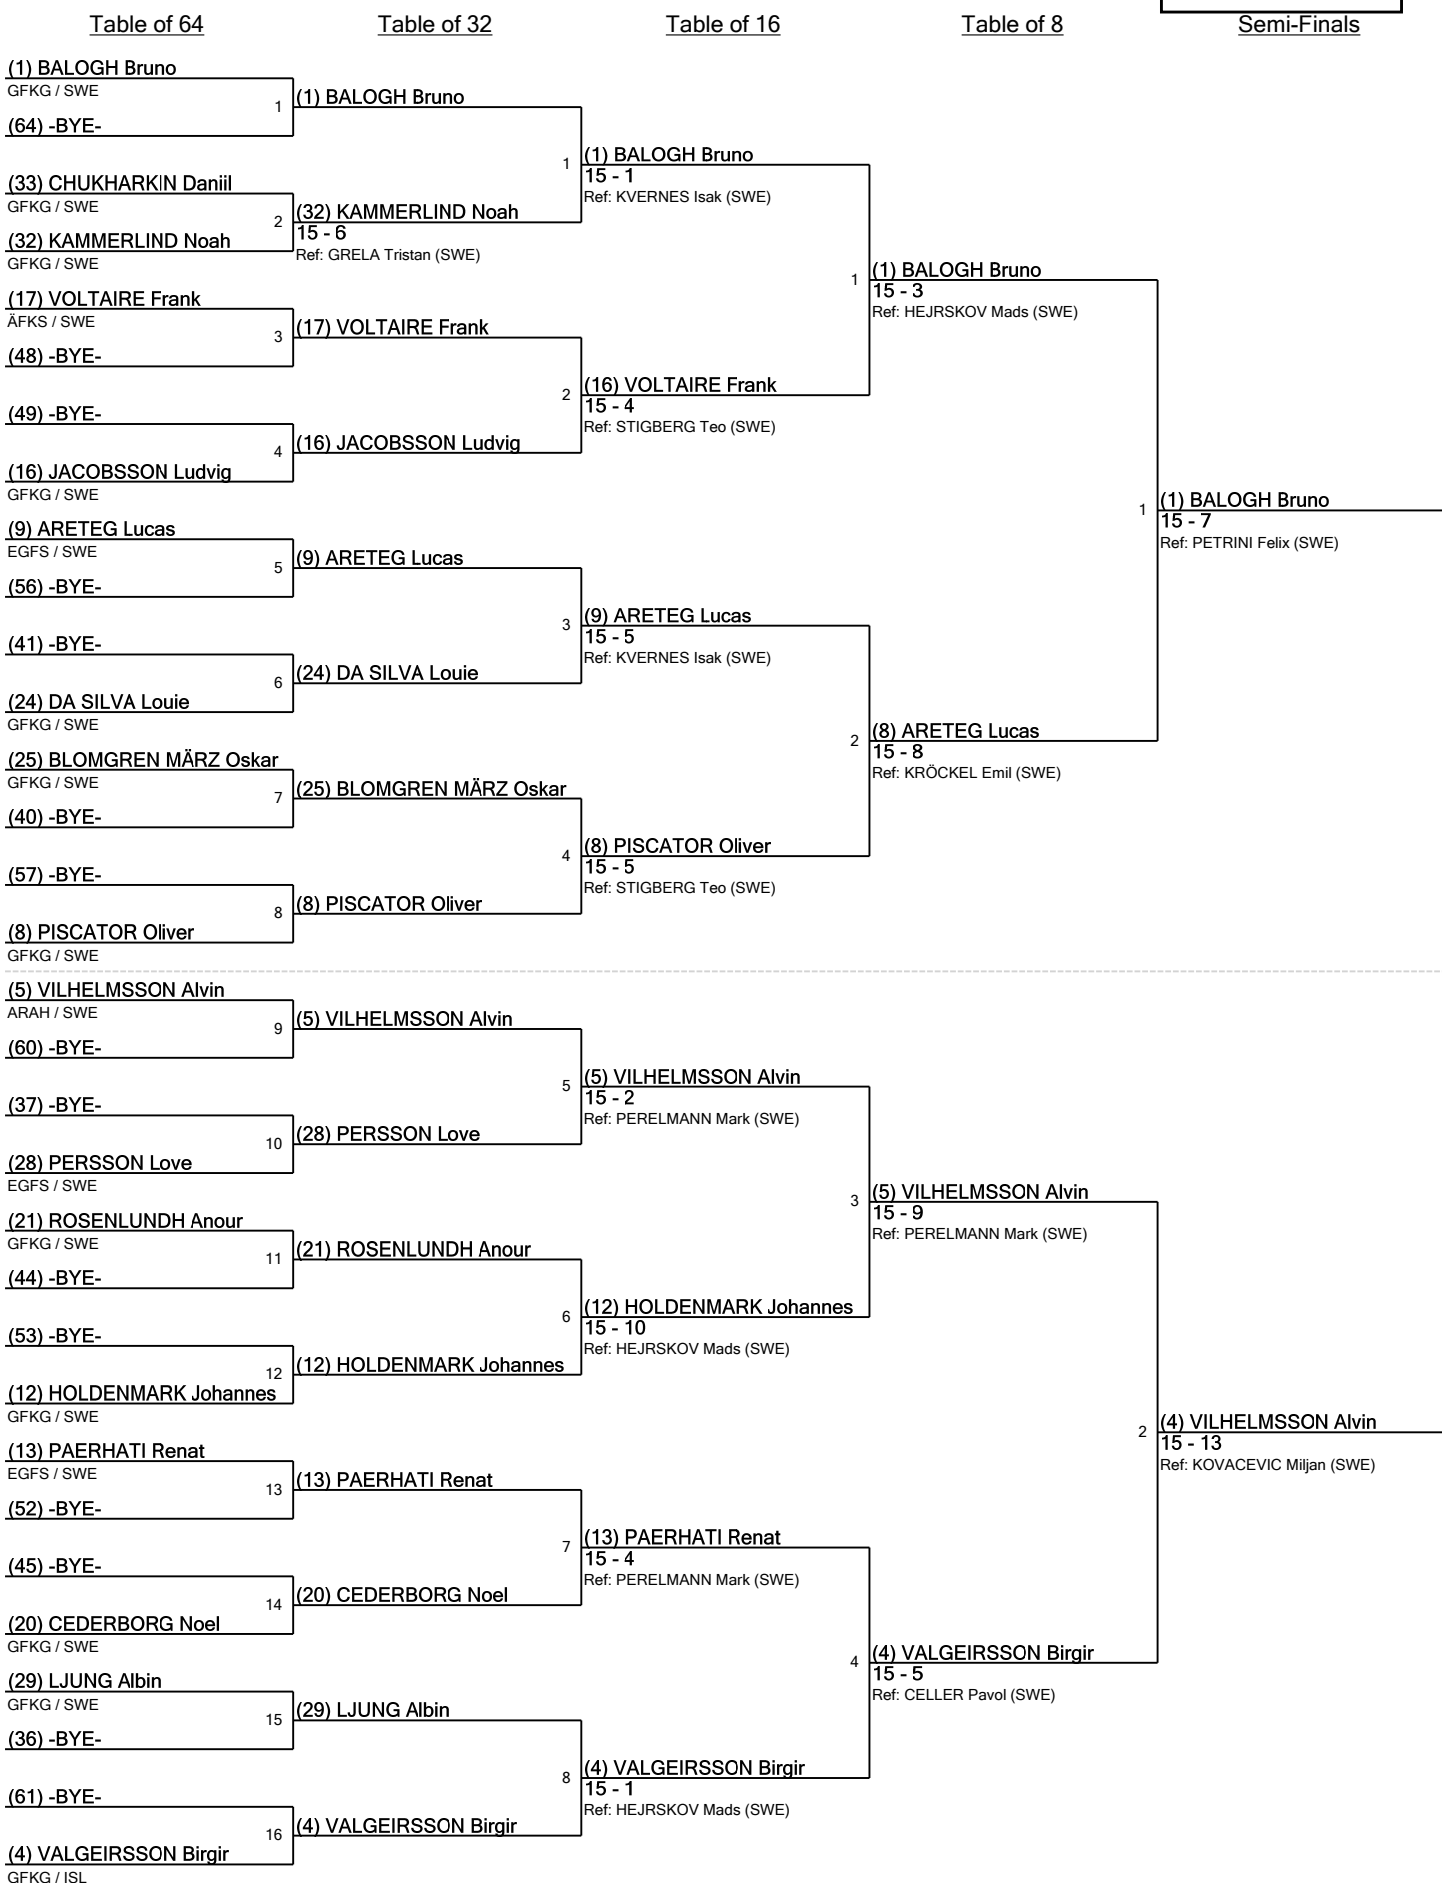 Table of 64
Table of 32
Table of 16
Table of 8
Semi-Finals
(1) BALOGH Bruno
GFKG / SWE
1
(64) -BYE-
(33) CHUKHARKIN Daniil
GFKG / SWE
2
(32) KAMMERLIND Noah
GFKG / SWE
(17) VOLTAIRE Frank
ÄFKS / SWE
3
(48) -BYE-
(49) -BYE-
4
(16) JACOBSSON Ludvig
GFKG / SWE
(9) ARETEG Lucas
EGFS / SWE
5
(56) -BYE-
(41) -BYE-
6
(24) DA SILVA Louie
GFKG / SWE
(25) BLOMGREN MÄRZ Oskar
GFKG / SWE
7
(40) -BYE-
(57) -BYE-
8
(8) PISCATOR Oliver
GFKG / SWE
(5) VILHELMSSON Alvin
ARAH / SWE
9
(60) -BYE-
(37) -BYE-
10
(28) PERSSON Love
EGFS / SWE
(21) ROSENLUNDH Anour
GFKG / SWE
11
(44) -BYE-
(53) -BYE-
12
(12) HOLDENMARK Johannes
GFKG / SWE
(13) PAERHATI Renat
EGFS / SWE
13
(52) -BYE-
(45) -BYE-
14
(20) CEDERBORG Noel
GFKG / SWE
(29) LJUNG Albin
GFKG / SWE
15
(36) -BYE-
(61) -BYE-
16
(4) VALGEIRSSON Birgir
GFKG / ISL
(1) BALOGH Bruno
1
(32) KAMMERLIND Noah
15 - 6
Ref: GRELA Tristan (SWE)
(17) VOLTAIRE Frank
2
(16) JACOBSSON Ludvig
(9) ARETEG Lucas
3
(24) DA SILVA Louie
(25) BLOMGREN MÄRZ Oskar
4
(8) PISCATOR Oliver
(5) VILHELMSSON Alvin
5
(28) PERSSON Love
(21) ROSENLUNDH Anour
6
(12) HOLDENMARK Johannes
(13) PAERHATI Renat
7
(20) CEDERBORG Noel
(29) LJUNG Albin
8
(4) VALGEIRSSON Birgir
(1) BALOGH Bruno
15 - 1
Ref: KVERNES Isak (SWE)
1
(16) VOLTAIRE Frank
15 - 4
Ref: STIGBERG Teo (SWE)
(9) ARETEG Lucas
15 - 5
Ref: KVERNES Isak (SWE)
2
(8) PISCATOR Oliver
15 - 5
Ref: STIGBERG Teo (SWE)
(5) VILHELMSSON Alvin
15 - 2
Ref: PERELMANN Mark (SWE)
3
(12) HOLDENMARK Johannes
15 - 10
Ref: HEJRSKOV Mads (SWE)
(13) PAERHATI Renat
15 - 4
Ref: PERELMANN Mark (SWE)
4
(4) VALGEIRSSON Birgir
15 - 1
Ref: HEJRSKOV Mads (SWE)
(1) BALOGH Bruno
15 - 3
Ref: HEJRSKOV Mads (SWE)
1
(8) ARETEG Lucas
15 - 8
Ref: KRÖCKEL Emil (SWE)
(5) VILHELMSSON Alvin
15 - 9
Ref: PERELMANN Mark (SWE)
2
(4) VALGEIRSSON Birgir
15 - 5
Ref: CELLER Pavol (SWE)
(1) BALOGH Bruno
15 - 7
Ref: PETRINI Felix (SWE)
(4) VILHELMSSON Alvin
15 - 13
Ref: KOVACEVIC Miljan (SWE)